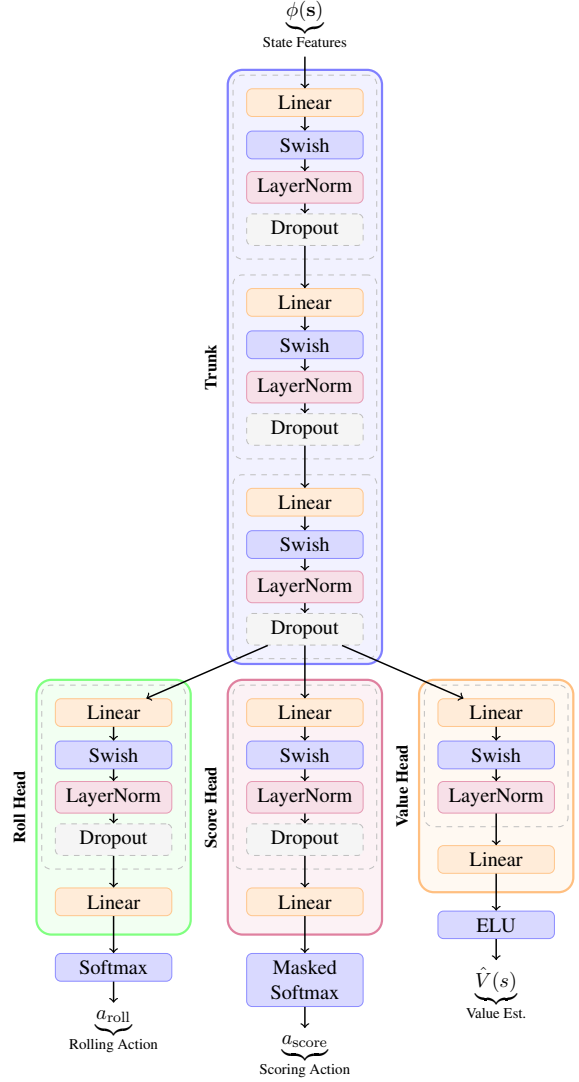 ϕ(s)
State Features
Linear
Swish
LayerNorm
Dropout
Trunk
Linear
Swish
LayerNorm
Dropout
Linear
Swish
LayerNorm
Dropout
Roll Head
Linear
Swish
LayerNorm
Dropout
Linear
Softmax
a_roll
Rolling Action
Score Head
Linear
Swish
LayerNorm
Dropout
Linear
Masked
Softmax
a_score
Scoring Action
Value Head
Linear
Swish
LayerNorm
Linear
ELU
V̂(s)
Value Est.